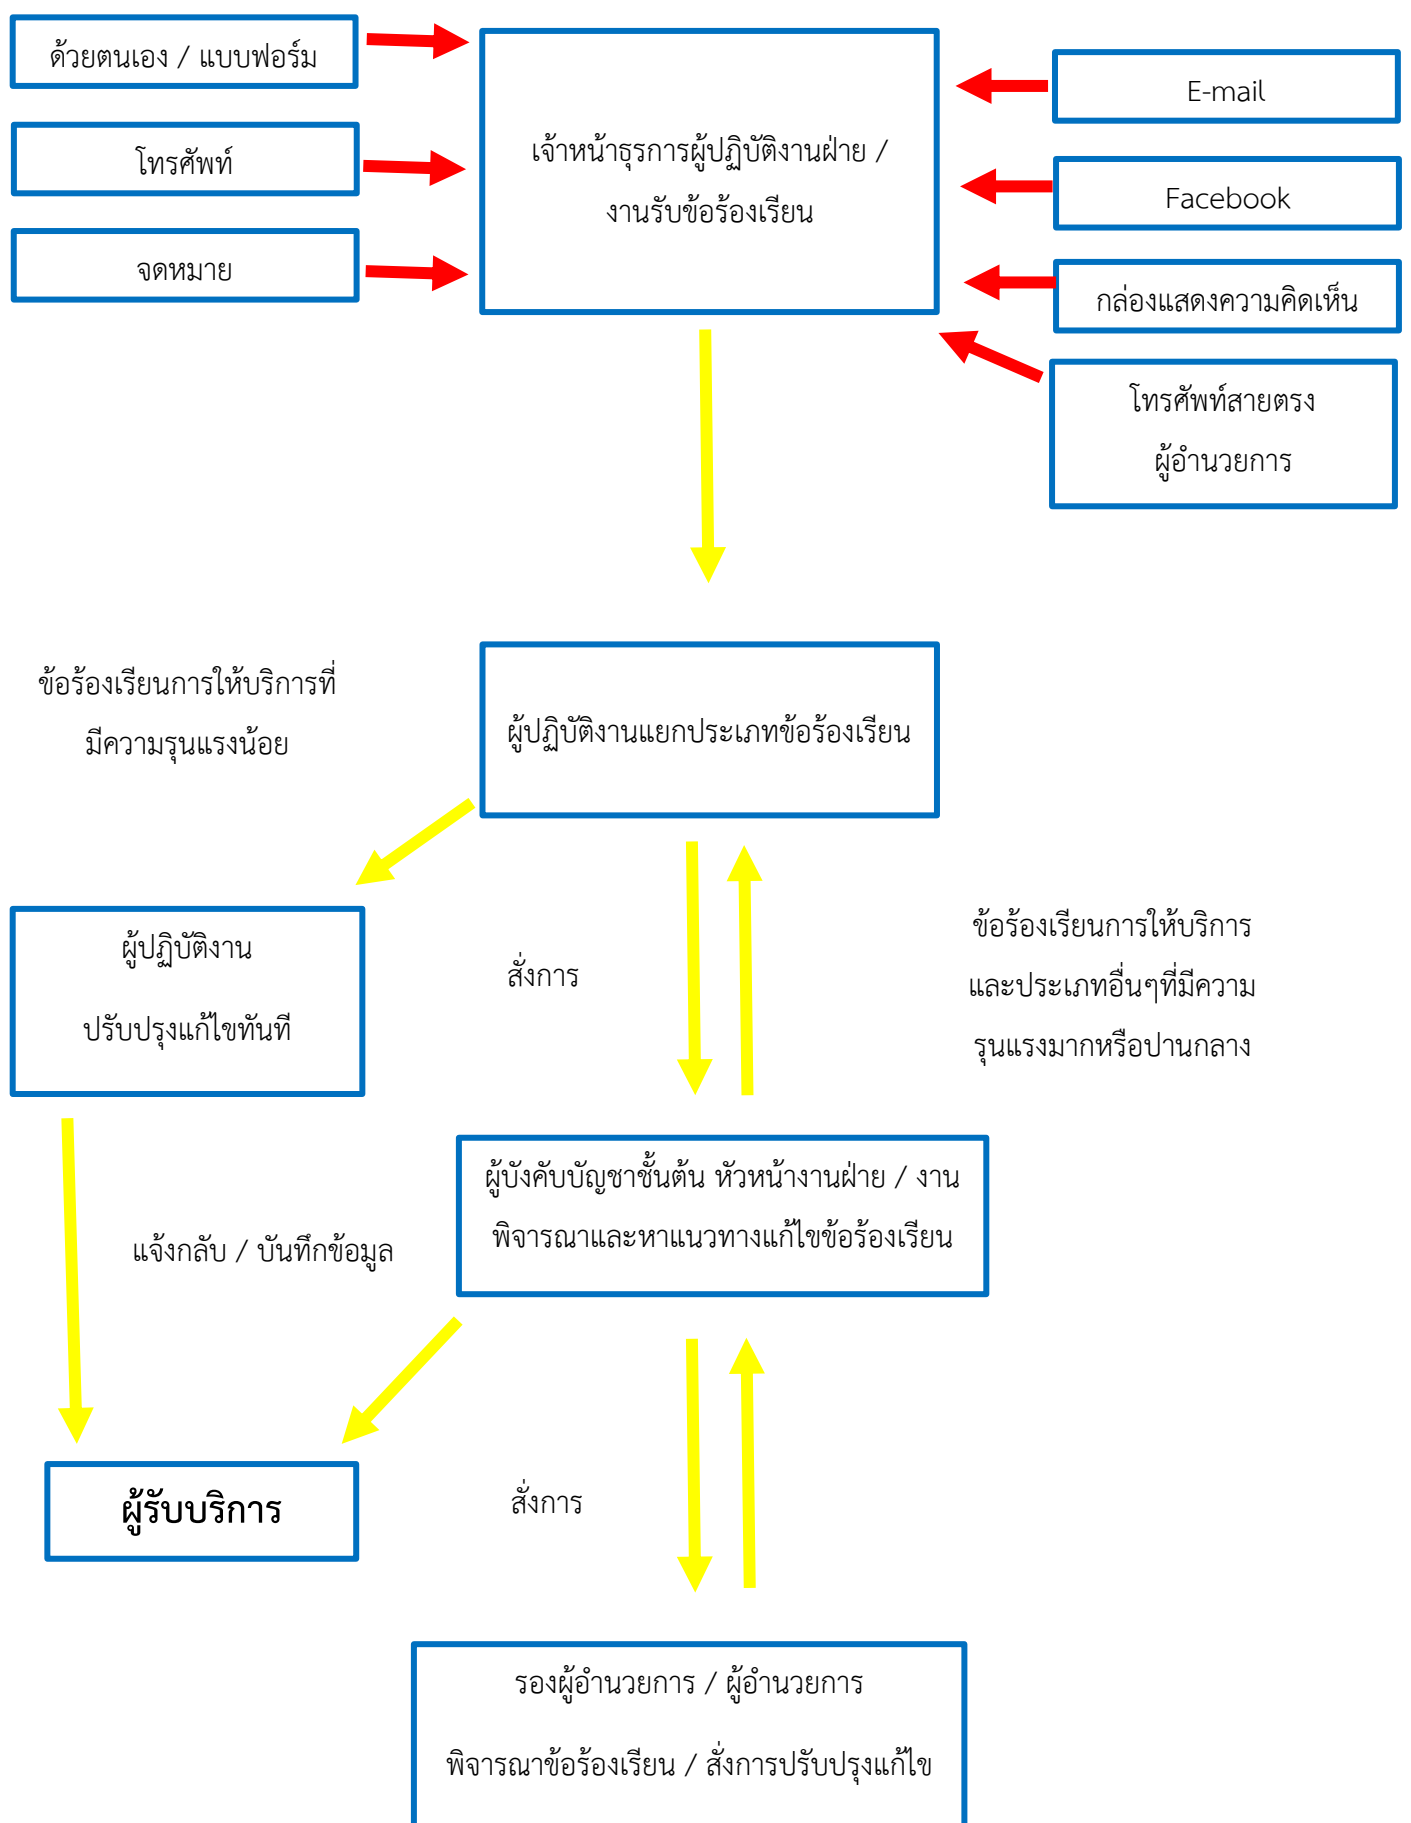 ด้วยตนเอง / แบบฟอร์ม
โทรศัพท์
จดหมาย
เจ้าหน้าธุรการผู้ปฏิบัติงานฝ่าย /
งานรับข้อร้องเรียน
E-mail
Facebook
กล่องแสดงความคิดเห็น
โทรศัพท์สายตรง
ผู้อำนวยการ
ข้อร้องเรียนการให้บริการที่
มีความรุนแรงน้อย
ผู้ปฏิบัติงานแยกประเภทข้อร้องเรียน
ผู้ปฏิบัติงาน
ปรับปรุงแก้ไขทันที
สั่งการ
ข้อร้องเรียนการให้บริการ
และประเภทอื่นๆที่มีความ
รุนแรงมากหรือปานกลาง
ผู้บังคับบัญชาชั้นต้น หัวหน้างานฝ่าย / งาน
พิจารณาและหาแนวทางแก้ไขข้อร้องเรียน
แจ้งกลับ / บันทึกข้อมูล
ผู้รับบริการ
สั่งการ
รองผู้อำนวยการ / ผู้อำนวยการ
พิจารณาข้อร้องเรียน / สั่งการปรับปรุงแก้ไข